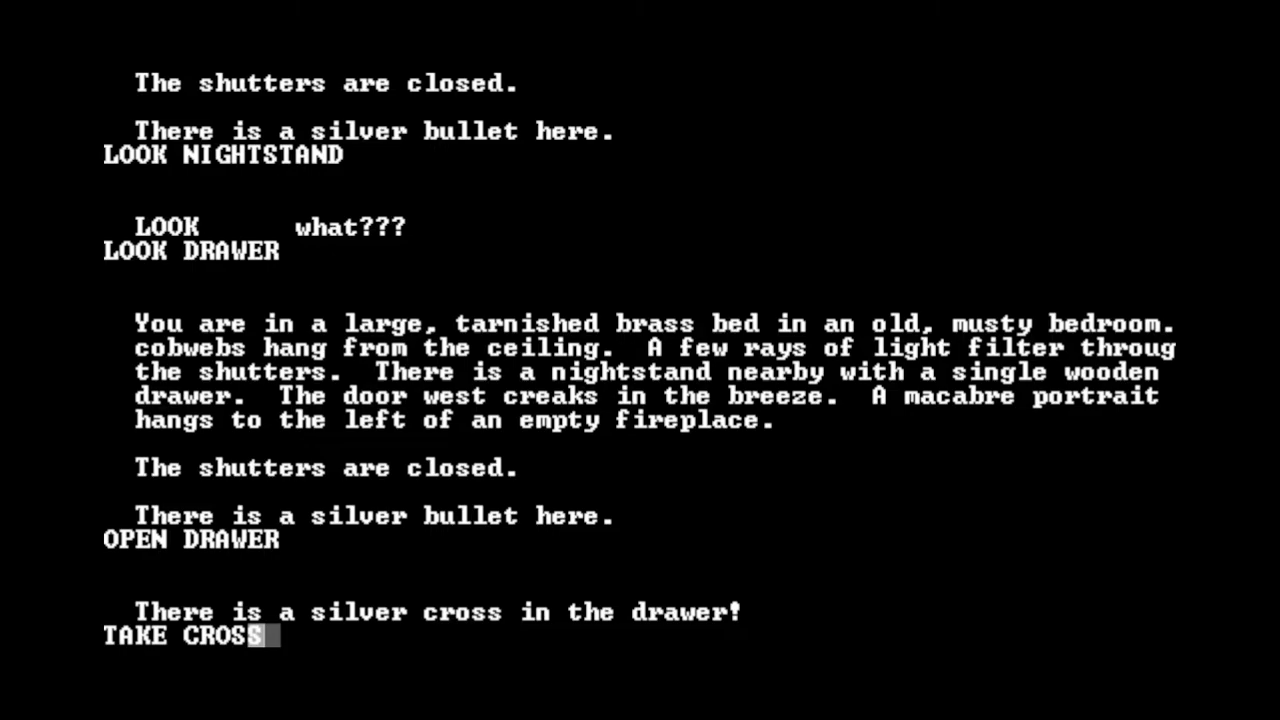 The shutters are closed.
There is a silver bullet here.
LOOK NIGHTSTAND
LOOK what???
LOOK DRAWER
You are in a large, tarnished brass bed in an old, musty bedroom.
cobwebs hang from the ceiling. A few rays of light filter throug
the shutters. There is a nightstand nearby with a single wooden
drawer. The door west creaks in the breeze. A macabre portrait
hangs to the left of an empty fireplace.
The shutters are closed.
There is a silver bullet here.
OPEN DRAWER
There is a silver cross in the drawer!
TAKE CROSS